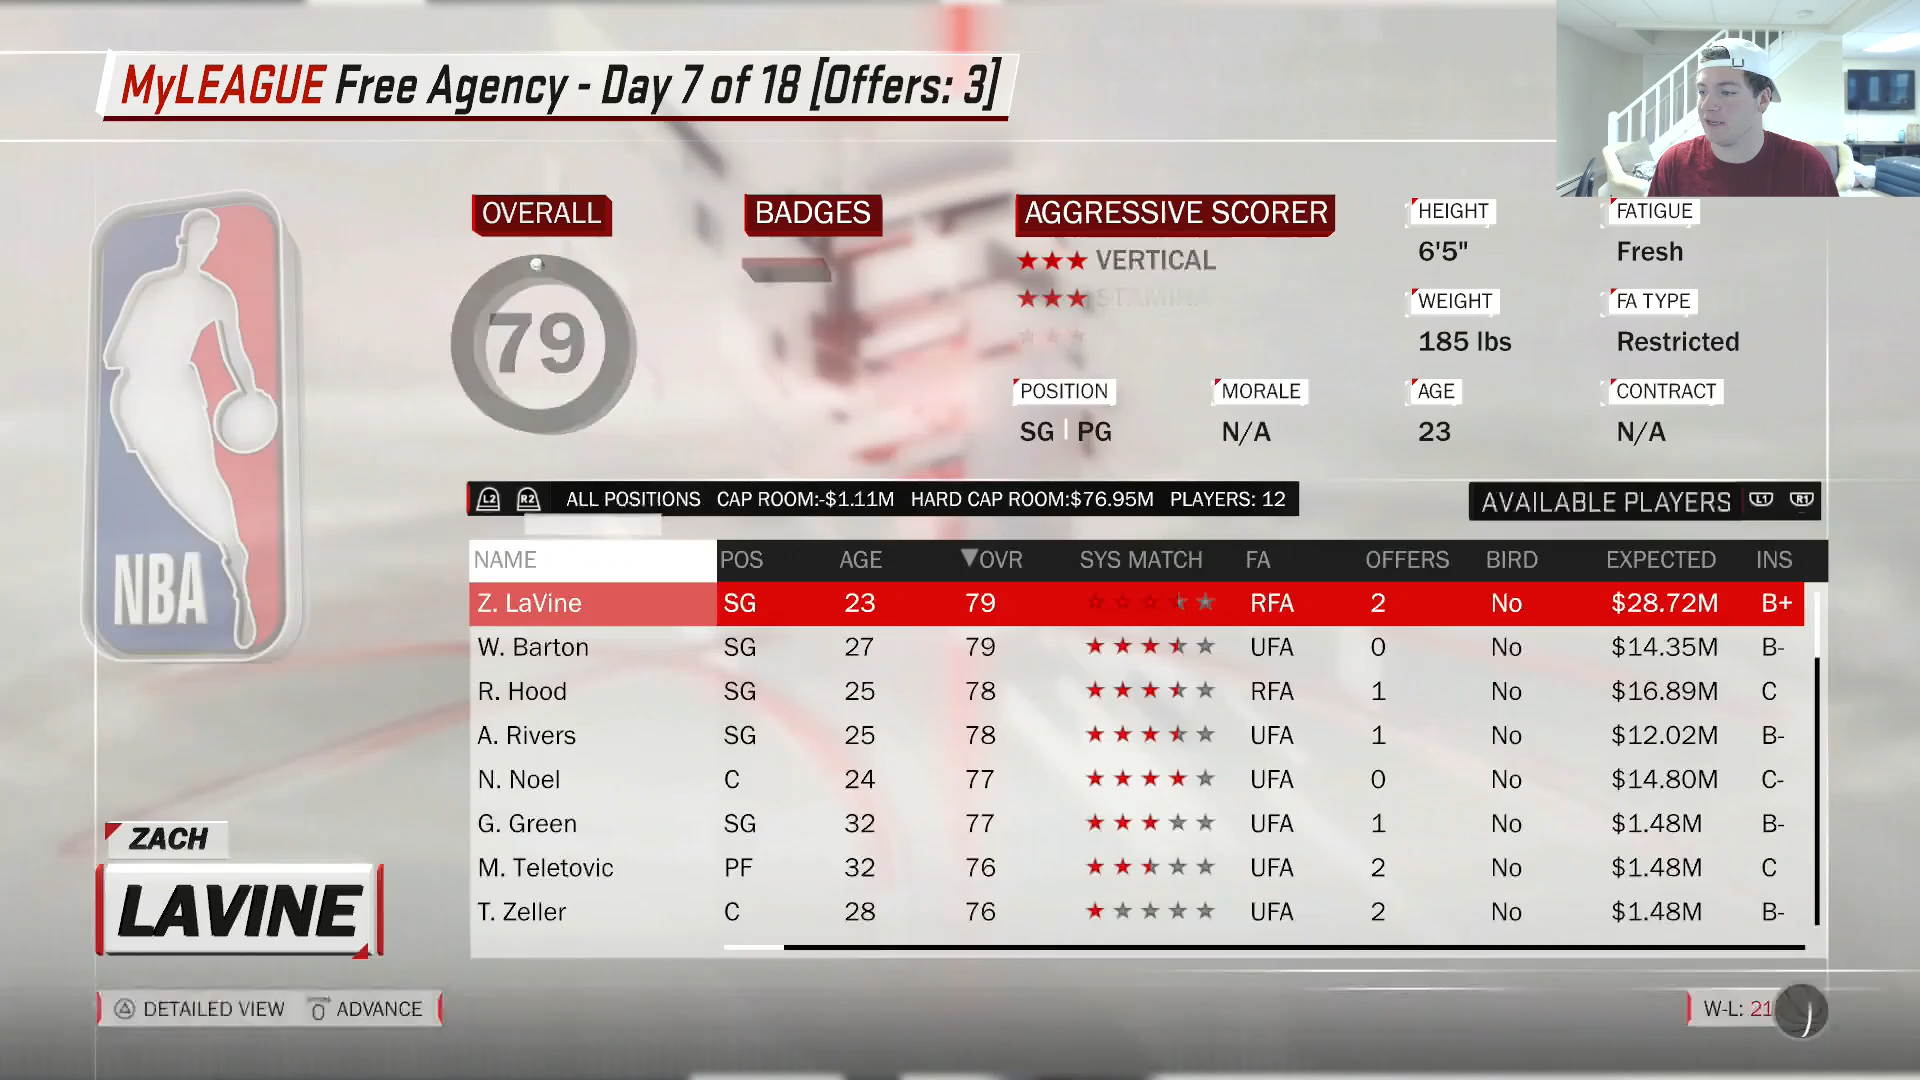 MyLEAGUE Free Agency - Day 7 of 18 [Offers: 3]
OVERALL
79
BADGES
AGGRESSIVE SCORER
★★★ VERTICAL
★★★ STAMINA
POSITION
SG | PG
MORALE
N/A
HEIGHT
6'5"
WEIGHT
185 lbs
AGE
23
FATIGUE
Fresh
FA TYPE
Restricted
CONTRACT
N/A
NBA
ZACH
LAVINE
L2 R2 ALL POSITIONS CAP ROOM:-$1.11M HARD CAP ROOM:$76.95M PLAYERS: 12
AVAILABLE PLAYERS L1 R1
NAME POS AGE ▼OVR SYS MATCH FA OFFERS BIRD EXPECTED INS
Z. LaVine SG 23 79 RFA 2 No $28.72M B+
W. Barton SG 27 79 UFA 0 No $14.35M B-
R. Hood SG 25 78 RFA 1 No $16.89M C
A. Rivers SG 25 78 UFA 1 No $12.02M B-
N. Noel C 24 77 UFA 0 No $14.80M C-
G. Green SG 32 77 UFA 1 No $1.48M B-
M. Teletovic PF 32 76 UFA 2 No $1.48M C
T. Zeller C 28 76 UFA 2 No $1.48M B-
DETAILED VIEW ADVANCE
W-L: 21